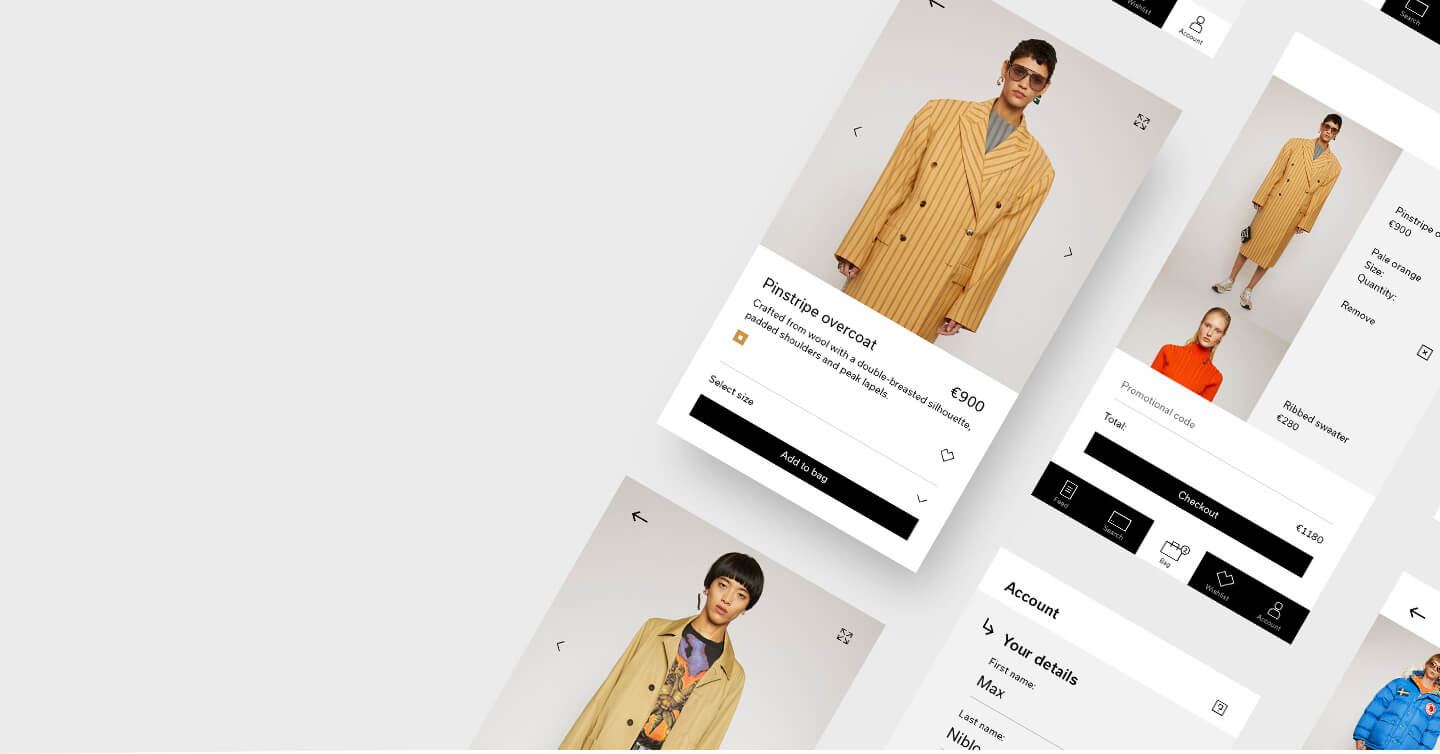 Wishlist
Account
Search
Pinstripe overcoat
Crafted from wool with a double-breasted silhouette,
padded shoulders and peak lapels.
€900
Select size
Add to bag
€900
Pale orange
Size:
Quantity:
Remove
Ribbed sweater
€280
Promotional code
Total:
€1180
Checkout
Feed
Search
Bag
2
Wishlist
Account
Account
Your details
First name:
Max
Last name: